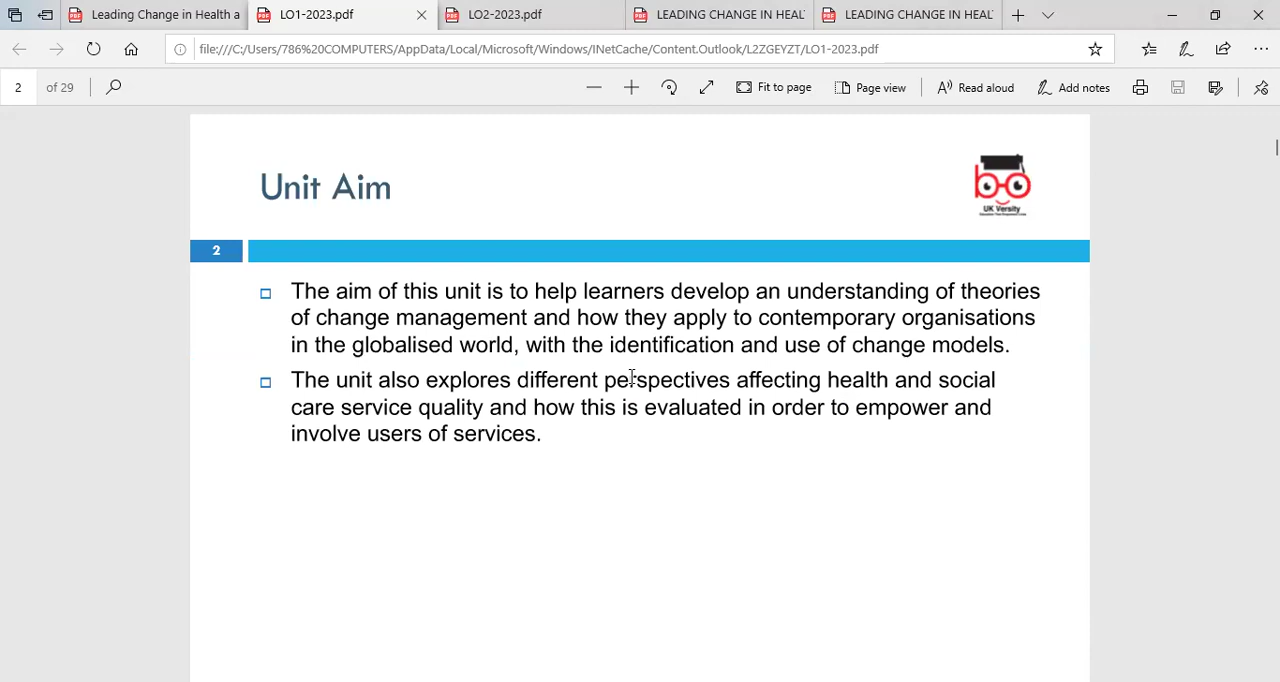 Leading Change in Health a
LO1-2023.pdf
LO2-2023.pdf
LEADING CHANGE IN HEAL
LEADING CHANGE IN HEAL
file:///C:/Users/786%20COMPUTERS/AppData/Local/Microsoft/Windows/INetCache/Content.Outlook/L2ZGEYZT/LO1-2023.pdf
2 of 29
Fit to page
Page view
Read aloud
Add notes
Unit Aim
UK Versity
2
The aim of this unit is to help learners develop an understanding of theories
of change management and how they apply to contemporary organisations
in the globalised world, with the identification and use of change models.
The unit also explores different perspectives affecting health and social
care service quality and how this is evaluated in order to empower and
involve users of services.